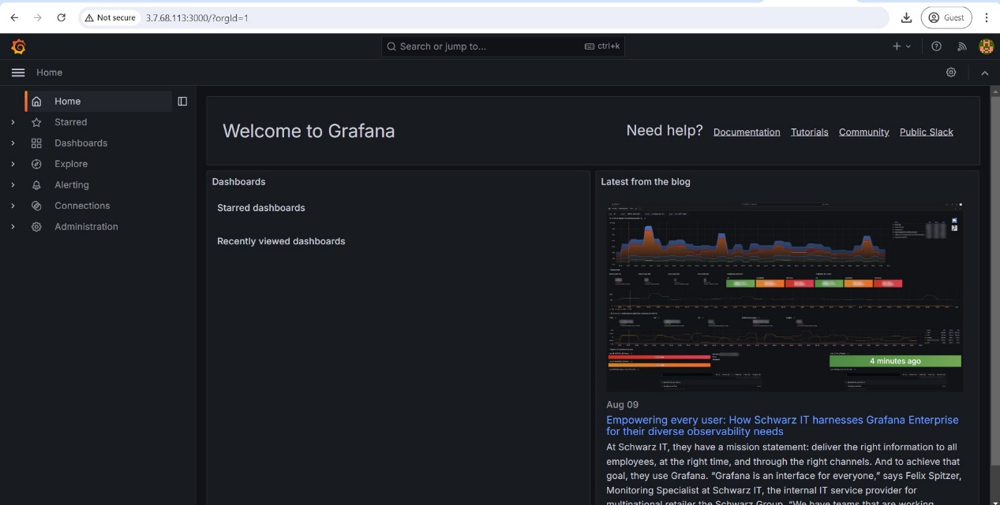 Not secure
3.7.68.113:3000/?orgId=1
Guest
Search or jump to...
ctrl+k
Home
Home
Starred
Dashboards
Explore
Alerting
Connections
Administration
Welcome to Grafana
Need help?
Documentation
Tutorials
Community
Public Slack
Dashboards
Starred dashboards
Recently viewed dashboards
Latest from the blog
4 minutes ago
Aug 09
Empowering every user: How Schwarz IT harnesses Grafana Enterprise
for their diverse observability needs
At Schwarz IT, they have a mission statement: deliver the right information to all
employees, at the right time, and through the right channels. And to achieve that
goal, they use Grafana. “Grafana is an interface for everyone,” says Felix Spitzer,
Monitoring Specialist at Schwarz IT, the internal IT service provider for
multinational retailer the Schwarz Group. “We have teams that are working